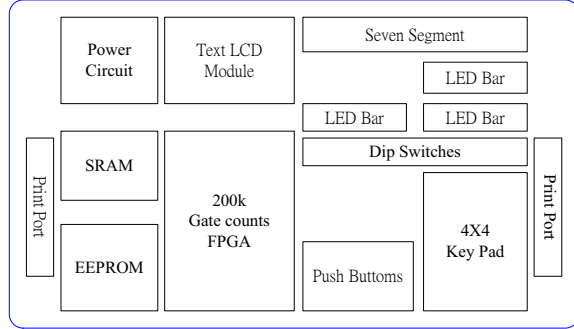 Power
Circuit
Text LCD
Module
Seven Segment
LED Bar
LED Bar
LED Bar
Dip Switches
Print Port
SRAM
200k
Gate counts
FPGA
4X4
Key Pad
Print Port
EEPROM
Push Buttoms